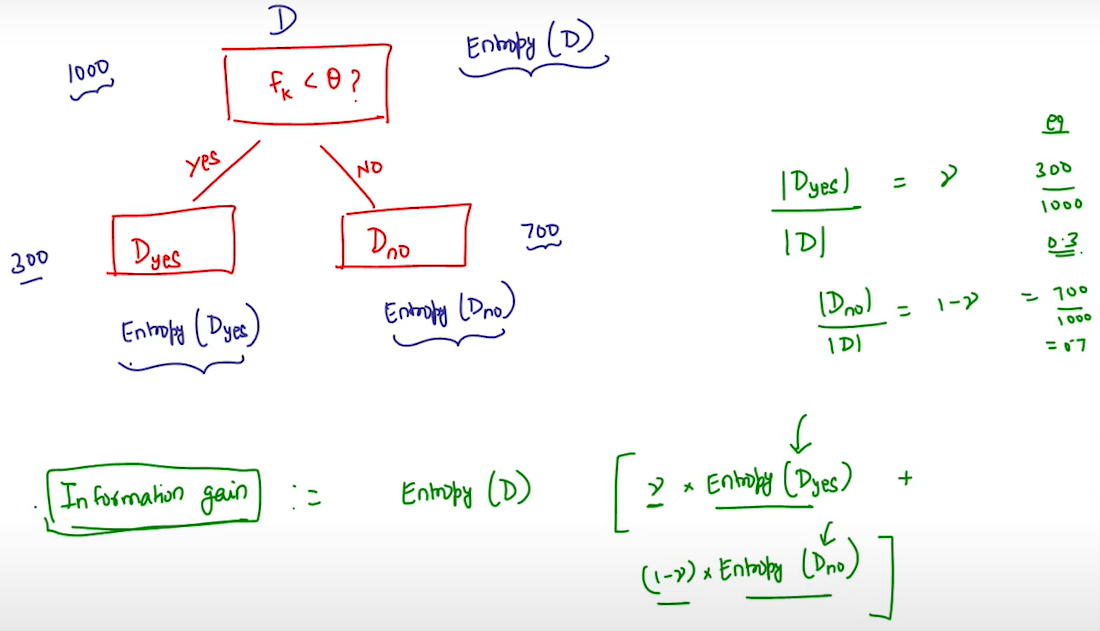 D
Entropy (D)
1000
f_k < θ ?
eg
Yes
NO
|Dyes| / |D| = γ
300 / 1000
0.3
Dyes
Dno
300
700
Entropy (Dyes)
Entropy (Dno)
|Dno| / |D| = 1-γ = 700 / 1000
= 0.7
Information gain := Entropy (D) [ γ × Entropy (Dyes) +
(1-γ) × Entropy (Dno) ]